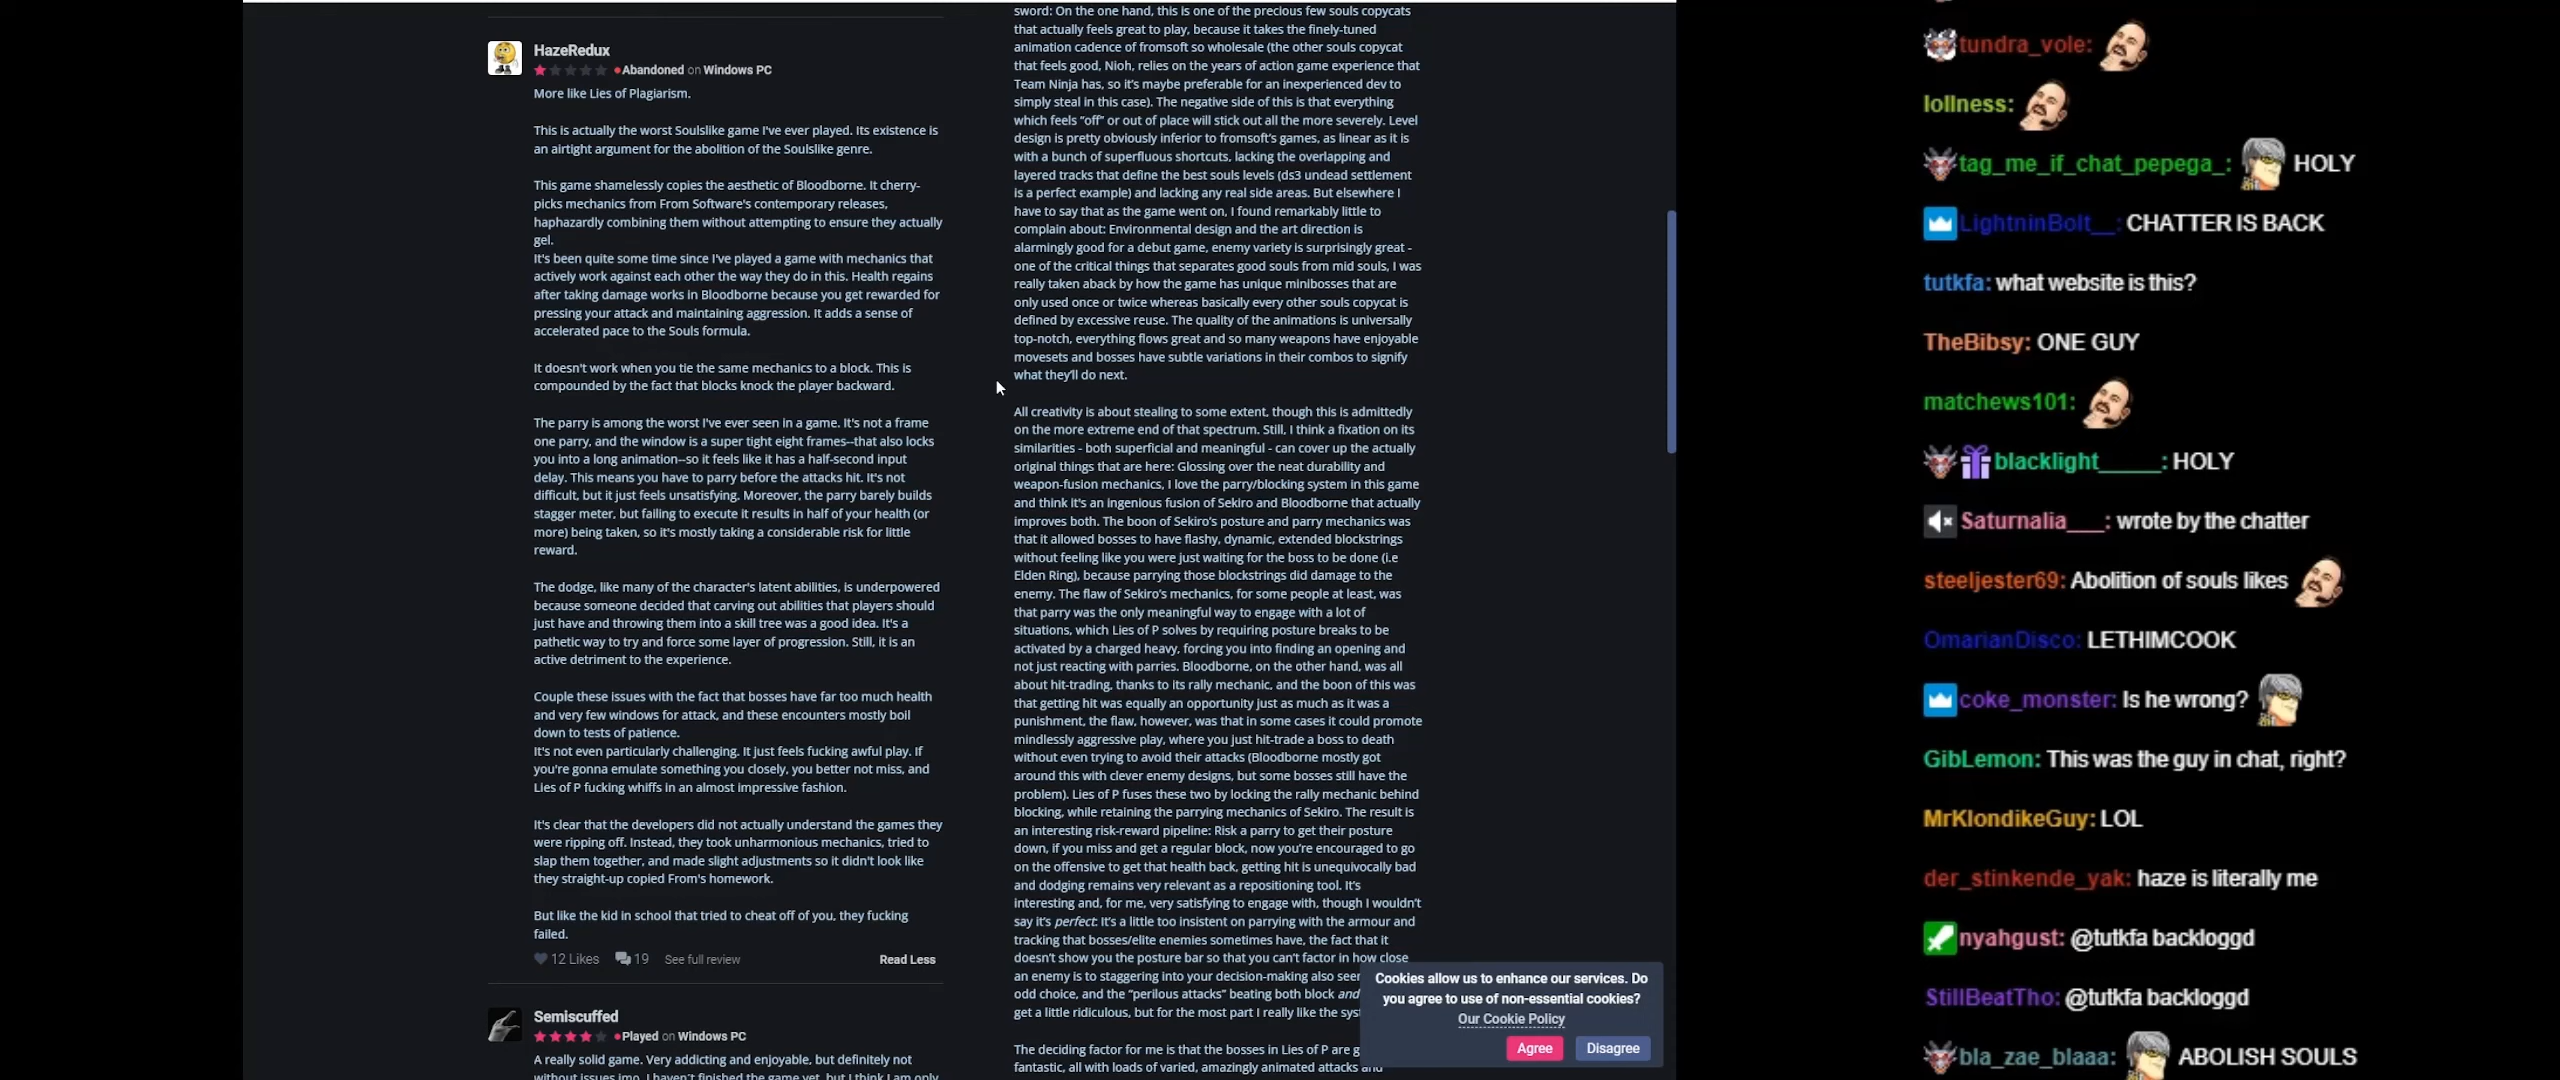 HazeRedux
Abandoned on Windows PC
More like Lies of Plagiarism.
This is actually the worst Soulslike game I've ever played. Its existence is
an airtight argument for the abolition of the Soulslike genre.
This game shamelessly copies the aesthetic of Bloodborne. It cherry-
picks mechanics from From Software's contemporary releases,
haphazardly combining them without attempting to ensure they actually
gel.
It's been quite some time since I've played a game with mechanics that
actively work against each other the way they do in this. Health regains
after taking damage works in Bloodborne because you get rewarded for
pressing your attack and maintaining aggression. It adds a sense of
accelerated pace to the Souls formula.
It doesn't work when you tie the same mechanics to a block. This is
compounded by the fact that blocks knock the player backward.
The parry is among the worst I've ever seen in a game. It's not a frame
one parry, and the window is a super tight eight frames--that also locks
you into a long animation--so it feels like it has a half-second input
delay. This means you have to parry before the attacks hit. It's not
difficult, but it just feels unsatisfying. Moreover, the parry barely builds
stagger meter, but failing to execute it results in half of your health (or
more) being taken, so it's mostly taking a considerable risk for little
reward.
The dodge, like many of the character's latent abilities, is underpowered
because someone decided that carving out abilities that players should
just have and throwing them into a skill tree was a good idea. It's a
pathetic way to try and force some layer of progression. Still, it is an
active detriment to the experience.
Couple these issues with the fact that bosses have far too much health
and very few windows for attack, and these encounters mostly boil
down to tests of patience.
It's not even particularly challenging. It just feels fucking awful play. If
you're gonna emulate something you closely, you better not miss, and
Lies of P fucking whiffs in an almost impressive fashion.
It's clear that the developers did not actually understand the games they
were ripping off. Instead, they took unharmonious mechanics, tried to
slap them together, and made slight adjustments so it didn't look like
they straight-up copied From's homework.
But like the kid in school that tried to cheat off of you, they fucking
failed.
12 Likes 19 See full review Read Less
Semiscuffed
Played on Windows PC
A really solid game. Very addicting and enjoyable, but definitely not
without issues imo. I haven't finished the game yet, but I think I am only
sword: On the one hand, this is one of the precious few souls copycats
that actually feels great to play, because it takes the finely-tuned
animation cadence of fromsoft so wholesale (the other souls copycat
that feels good, Nioh, relies on the years of action game experience that
Team Ninja has, so it's maybe preferable for an inexperienced dev to
simply steal in this case). The negative side of this is that everything
which feels “off” or out of place will stick out all the more severely. Level
design is pretty obviously inferior to fromsoft's games, as linear as it is
with a bunch of superfluous shortcuts, lacking the overlapping and
layered tracks that define the best souls levels (ds3 undead settlement
is a perfect example) and lacking any real side areas. But elsewhere I
have to say that as the game went on, I found remarkably little to
complain about: Environmental design and the art direction is
alarmingly good for a debut game, enemy variety is surprisingly great -
one of the critical things that separates good souls from mid souls, I was
really taken aback by how the game has unique minibosses that are
only used once or twice whereas basically every other souls copycat is
defined by excessive reuse. The quality of the animations is universally
top-notch, everything flows great and so many weapons have enjoyable
movesets and bosses have subtle variations in their combos to signify
what they'll do next.
All creativity is about stealing to some extent, though this is admittedly
on the more extreme end of that spectrum. Still, I think a fixation on its
similarities - both superficial and meaningful - can cover up the actually
original things that are here: Glossing over the neat durability and
weapon-fusion mechanics, I love the parry/blocking system in this game
and think it's an ingenious fusion of Sekiro and Bloodborne that actually
improves both. The boon of Sekiro's posture and parry mechanics was
that it allowed bosses to have flashy, dynamic, extended blockstrings
without feeling like you were just waiting for the boss to be done (i.e
Elden Ring), because parrying those blockstrings did damage to the
enemy. The flaw of Sekiro's mechanics, for some people at least, was
that parry was the only meaningful way to engage with a lot of
situations, which Lies of P solves by requiring posture breaks to be
activated by a charged heavy, forcing you into finding an opening and
not just reacting with parries. Bloodborne, on the other hand, was all
about hit-trading, thanks to its rally mechanic, and the boon of this was
that getting hit was equally an opportunity just as much as it was a
punishment, the flaw, however, was that in some cases it could promote
mindlessly aggressive play, where you just hit-trade a boss to death
without even trying to avoid their attacks (Bloodborne mostly got
around this with clever enemy designs, but some bosses still have the
problem). Lies of P fuses these two by locking the rally mechanic behind
blocking, while retaining the parrying mechanics of Sekiro. The result is
an interesting risk-reward pipeline: Risk a parry to get their posture
down, if you miss and get a regular block, now you're encouraged to go
on the offensive to get that health back, getting hit is unequivocally bad
and dodging remains very relevant as a repositioning tool. It's
interesting and, for me, very satisfying to engage with, though I wouldn't
say it's perfect: It's a little too insistent on parrying with the armour and
tracking that bosses/elite enemies sometimes have, the fact that it
doesn't show you the posture bar so that you can't factor in how close
an enemy is to staggering into your decision-making also see
odd choice, and the “perilous attacks” beating both block and
get a little ridiculous, but for the most part I really like the sys
The deciding factor for me is that the bosses in Lies of P are g
fantastic, all with loads of varied, amazingly animated attacks and
Cookies allow us to enhance our services. Do
you agree to use of non-essential cookies?
Our Cookie Policy
Agree Disagree
tundra_vole:
lollness:
tag_me_if_chat_pepega_: HOLY
LightninBolt__: CHATTER IS BACK
tutkfa: what website is this?
TheBibsy: ONE GUY
matchews101:
blacklight_____: HOLY
Saturnalia___: wrote by the chatter
steeljester69: Abolition of souls likes
OmarianDisco: LETHIMCOOK
coke_monster: Is he wrong?
GibLemon: This was the guy in chat, right?
MrKlondikeGuy: LOL
der_stinkende_yak: haze is literally me
nyahgust: @tutkfa backloggd
StillBeatTho: @tutkfa backloggd
bla_zae_blaaa: ABOLISH SOULS